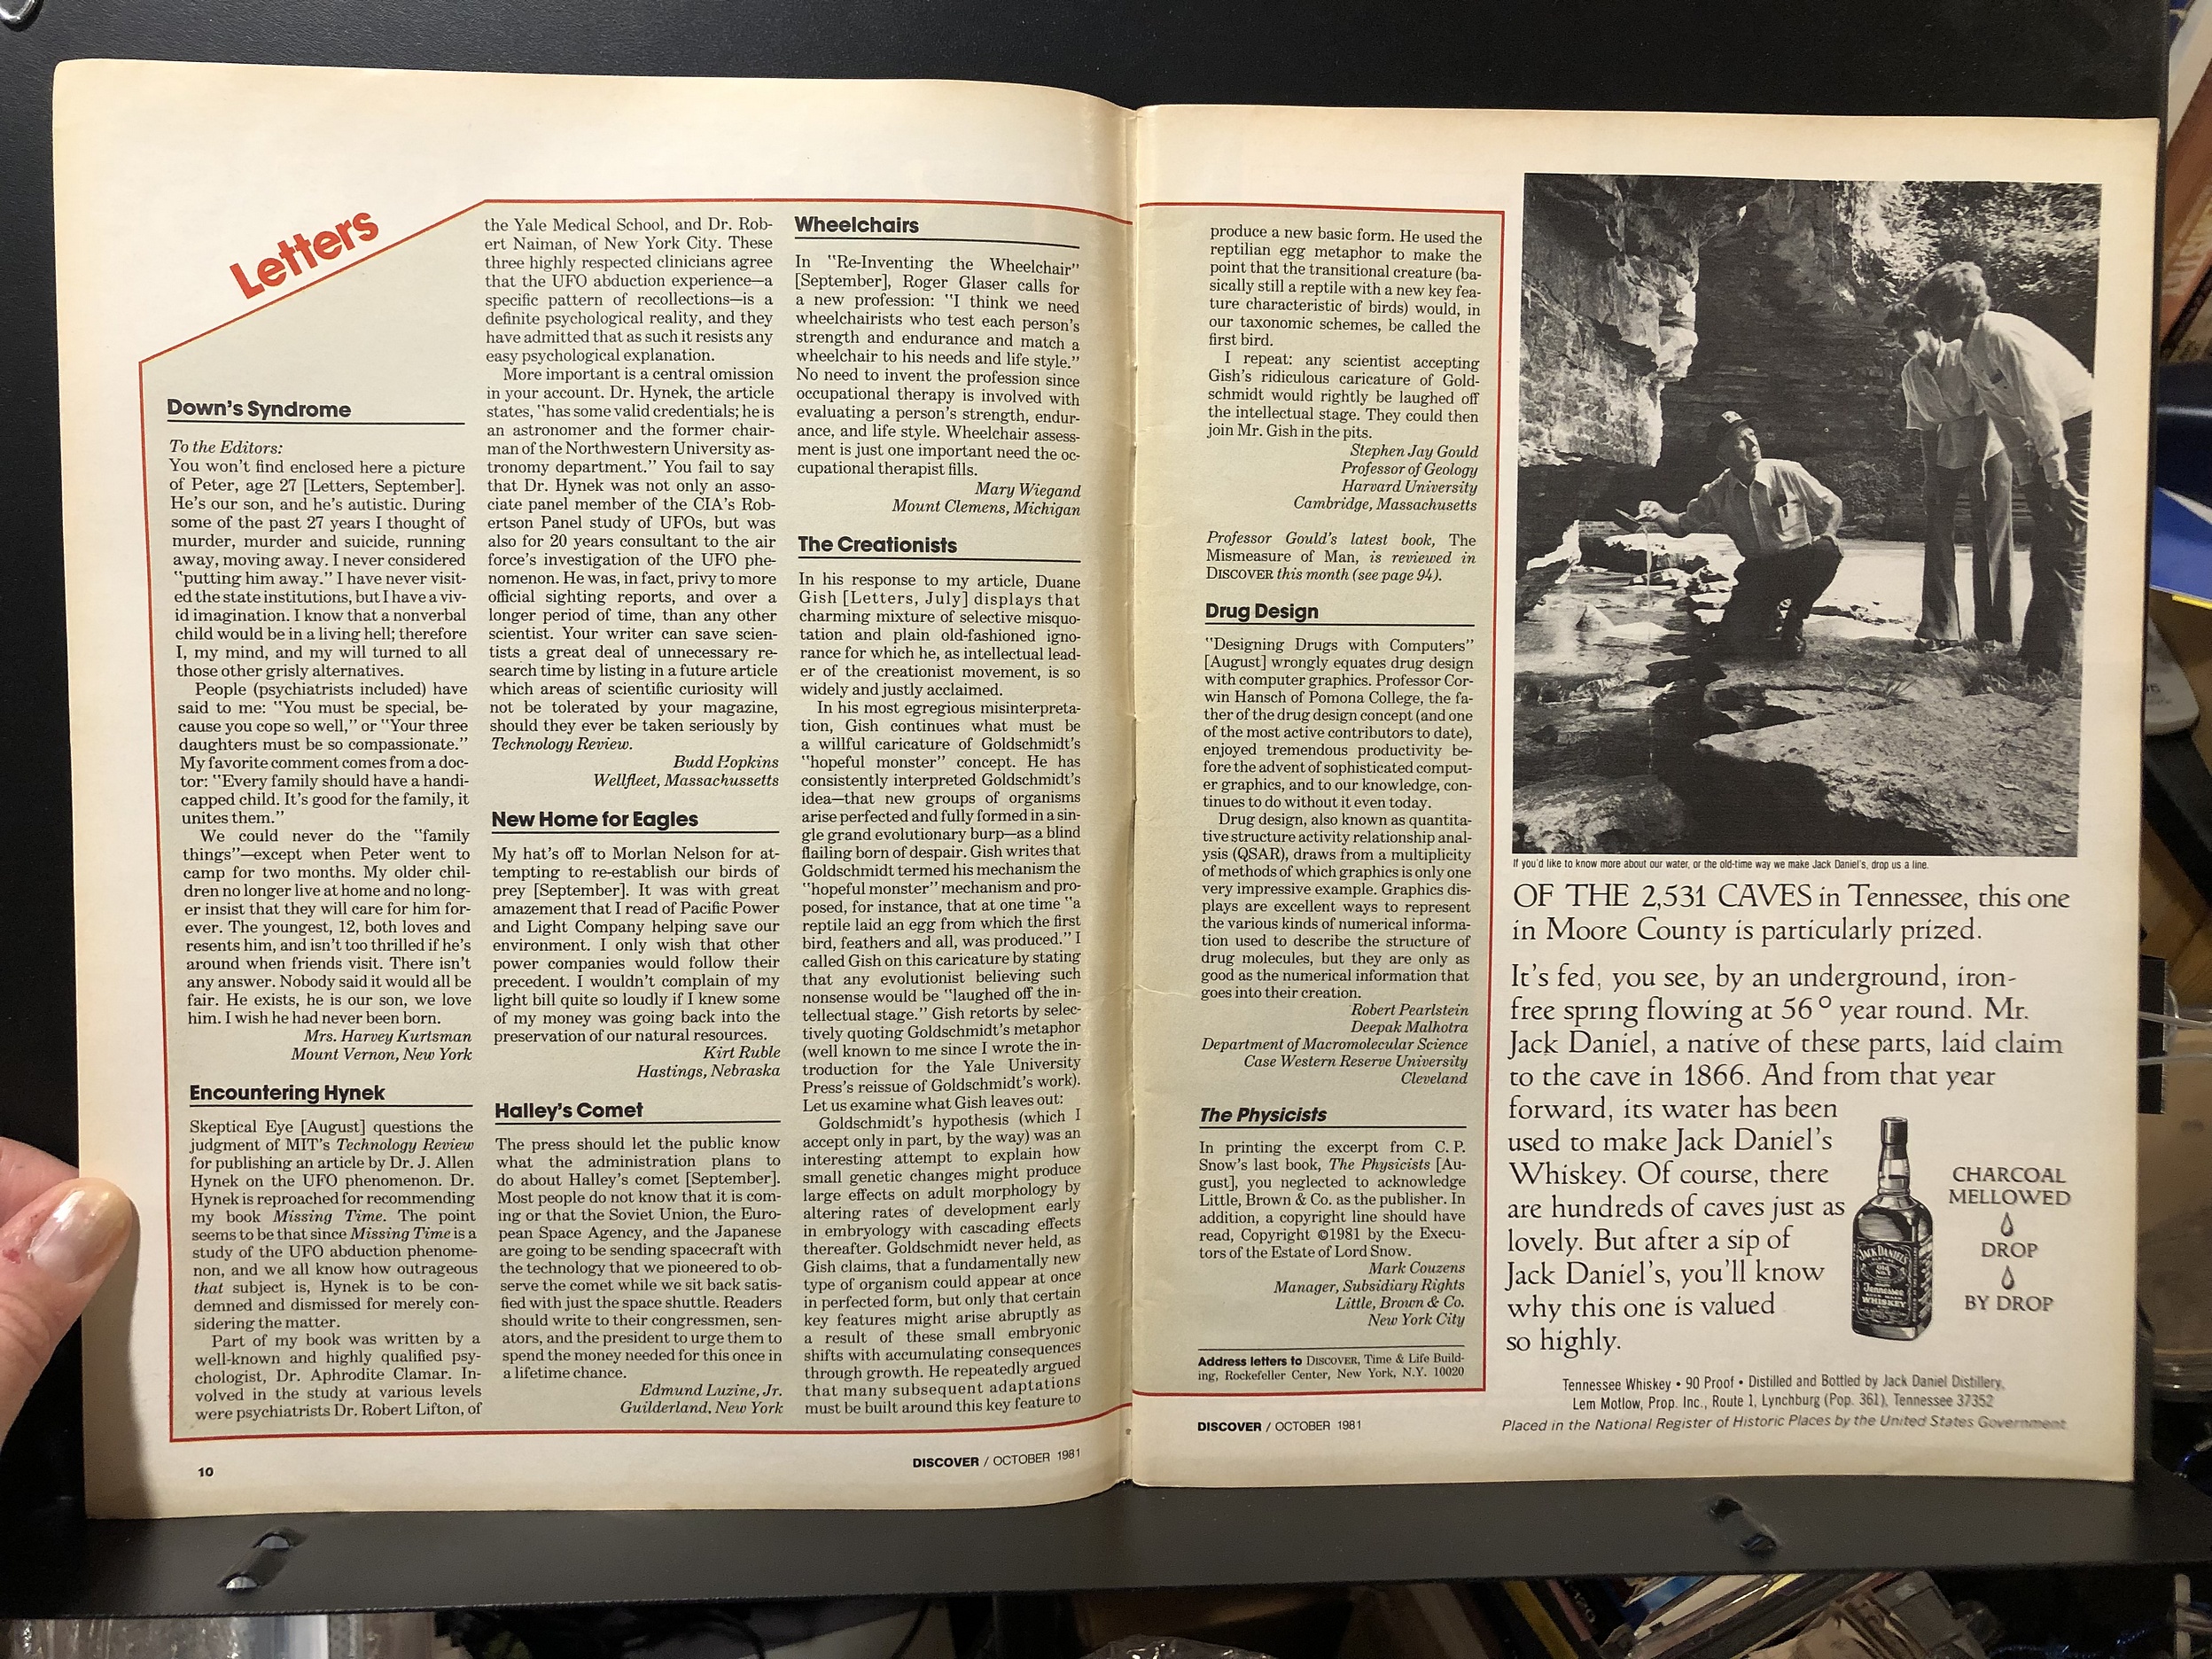 Letters
Down's Syndrome
To the Editors:
You won't find enclosed here a picture
of Peter, age 27 [Letters, September].
He's our son, and he's autistic. During
some of the past 27 years I thought of
murder, murder and suicide, running
away, moving away. I never considered
"putting him away." I have never visit-
ed the state institutions, but I have a viv-
id imagination. I know that a nonverbal
child would be in a living hell; therefore
I, my mind, and my will turned to all
those other grisly alternatives.
People (psychiatrists included) have
said to me: "You must be special, be-
cause you cope so well," or "Your three
daughters must be so compassionate."
My favorite comment comes from a doc-
tor: "Every family should have a handi-
capped child. It's good for the family, it
unites them."
We could never do the "family
things"—except when Peter went to
camp for two months. My older chil-
dren no longer live at home and no long-
er insist that they will care for him for-
ever. The youngest, 12, both loves and
resents him, and isn't too thrilled if he's
around when friends visit. There isn't
any answer. Nobody said it would all be
fair. He exists, he is our son, we love
him. I wish he had never been born.
Mrs. Harvey Kurtsman
Mount Vernon, New York
Encountering Hynek
Skeptical Eye [August] questions the
judgment of MIT's Technology Review
for publishing an article by Dr. J. Allen
Hynek on the UFO phenomenon. Dr.
Hynek is reproached for recommending
my book Missing Time. The point
seems to be that since Missing Time is a
study of the UFO abduction phenome-
non, and we all know how outrageous
that subject is, Hynek is to be con-
demned and dismissed for merely con-
sidering the matter.
Part of my book was written by a
well-known and highly qualified psy-
chologist, Dr. Aphrodite Clamar. In-
volved in the study at various levels
were psychiatrists Dr. Robert Lifton, of
the Yale Medical School, and Dr. Rob-
ert Naiman, of New York City. These
three highly respected clinicians agree
that the UFO abduction experience—a
specific pattern of recollections—is a
definite psychological reality, and they
have admitted that as such it resists any
easy psychological explanation.
More important is a central omission
in your account. Dr. Hynek, the article
states, "has some valid credentials; he is
an astronomer and the former chair-
man of the Northwestern University as-
tronomy department." You fail to say
that Dr. Hynek was not only an asso-
ciate panel member of the CIA's Rob-
ertson Panel study of UFOs, but was
also for 20 years consultant to the air
force's investigation of the UFO phe-
nomenon. He was, in fact, privy to more
official sighting reports, and over a
longer period of time, than any other
scientist. Your writer can save scien-
tists a great deal of unnecessary re-
search time by listing in a future article
which areas of scientific curiosity will
not be tolerated by your magazine,
should they ever be taken seriously by
Technology Review.
Budd Hopkins
Wellfleet, Massachussetts
New Home for Eagles
My hat's off to Morlan Nelson for at-
tempting to re-establish our birds of
prey [September]. It was with great
amazement that I read of Pacific Power
and Light Company helping save our
environment. I only wish that other
power companies would follow their
precedent. I wouldn't complain of my
light bill quite so loudly if I knew some
of my money was going back into the
preservation of our natural resources.
Kirt Ruble
Hastings, Nebraska
Halley's Comet
The press should let the public know
what the administration plans to
do about Halley's comet [September].
Most people do not know that it is com-
ing or that the Soviet Union, the Euro-
pean Space Agency, and the Japanese
are going to be sending spacecraft with
the technology that we pioneered to ob-
serve the comet while we sit back satis-
fied with just the space shuttle. Readers
should write to their congressmen, sen-
ators, and the president to urge them to
spend the money needed for this once in
a lifetime chance.
Edmund Luzine, Jr.
Guilderland, New York
Wheelchairs
In "Re-Inventing the Wheelchair"
[September], Roger Glaser calls for
a new profession: "I think we need
wheelchairists who test each person's
strength and endurance and match a
wheelchair to his needs and life style."
No need to invent the profession since
occupational therapy is involved with
evaluating a person's strength, endur-
ance, and life style. Wheelchair assess-
ment is just one important need the oc-
cupational therapist fills.
Mary Wiegand
Mount Clemens, Michigan
The Creationists
In his response to my article, Duane
Gish [Letters, July] displays that
charming mixture of selective misquo-
tation and plain old-fashioned igno-
rance for which he, as intellectual lead-
er of the creationist movement, is so
widely and justly acclaimed.
In his most egregious misinterpreta-
tion, Gish continues what must be
a willful caricature of Goldschmidt's
"hopeful monster" concept. He has
consistently interpreted Goldschmidt's
idea—that new groups of organisms
arise perfected and fully formed in a sin-
gle grand evolutionary burp—as a blind
flailing born of despair. Gish writes that
Goldschmidt termed his mechanism the
"hopeful monster" mechanism and pro-
posed, for instance, that at one time "a
reptile laid an egg from which the first
bird, feathers and all, was produced." I
called Gish on this caricature by stating
that any evolutionist believing such
nonsense would be "laughed off the in-
tellectual stage." Gish retorts by selec-
tively quoting Goldschmidt's metaphor
(well known to me since I wrote the in-
troduction for the Yale University
Press's reissue of Goldschmidt's work).
Let us examine what Gish leaves out:
Goldschmidt's hypothesis (which I
accept only in part, by the way) was an
interesting attempt to explain how
small genetic changes might produce
large effects on adult morphology by
altering rates of development early
in embryology with cascading effects
thereafter. Goldschmidt never held, as
Gish claims, that a fundamentally new
type of organism could appear at once
in perfected form, but only that certain
key features might arise abruptly as
a result of these small embryonic
shifts with accumulating consequences
through growth. He repeatedly argued
that many subsequent adaptations
must be built around this key feature to
10
DISCOVER / OCTOBER 1981
produce a new basic form. He used the
reptilian egg metaphor to make the
point that the transitional creature (ba-
sically still a reptile with a new key fea-
ture characteristic of birds) would, in
our taxonomic schemes, be called the
first bird.
I repeat: any scientist accepting
Gish's ridiculous caricature of Gold-
schmidt would rightly be laughed off
the intellectual stage. They could then
join Mr. Gish in the pits.
Stephen Jay Gould
Professor of Geology
Harvard University
Cambridge, Massachusetts
Professor Gould's latest book, The
Mismeasure of Man, is reviewed in
DISCOVER this month (see page 94).
Drug Design
"Designing Drugs with Computers"
[August] wrongly equates drug design
with computer graphics. Professor Cor-
win Hansch of Pomona College, the fa-
ther of the drug design concept (and one
of the most active contributors to date),
enjoyed tremendous productivity be-
fore the advent of sophisticated comput-
er graphics, and to our knowledge, con-
tinues to do without it even today.
Drug design, also known as quantita-
tive structure activity relationship anal-
ysis (QSAR), draws from a multiplicity
of methods of which graphics is only one
very impressive example. Graphics dis-
plays are excellent ways to represent
the various kinds of numerical informa-
tion used to describe the structure of
drug molecules, but they are only as
good as the numerical information that
goes into their creation.
Robert Pearlstein
Deepak Malhotra
Department of Macromolecular Science
Case Western Reserve University
Cleveland
The Physicists
In printing the excerpt from C. P.
Snow's last book, The Physicists [Au-
gust], you neglected to acknowledge
Little, Brown & Co. as the publisher. In
addition, a copyright line should have
read, Copyright ©1981 by the Execu-
tors of the Estate of Lord Snow.
Mark Couzens
Manager, Subsidiary Rights
Little, Brown & Co.
New York City
Address letters to DISCOVER, Time & Life Build-
ing, Rockefeller Center, New York, N.Y. 10020
DISCOVER / OCTOBER 1981
If you'd like to know more about our water, or the old-time way we make Jack Daniel's, drop us a line.
OF THE 2,531 CAVES in Tennessee, this one
in Moore County is particularly prized.
It's fed, you see, by an underground, iron-
free spring flowing at 56° year round. Mr.
Jack Daniel, a native of these parts, laid claim
to the cave in 1866. And from that year
forward, its water has been
used to make Jack Daniel's
Whiskey. Of course, there
are hundreds of caves just as
lovely. But after a sip of
Jack Daniel's, you'll know
why this one is valued
so highly.
JACK DANIEL'S
Tennessee
WHISKEY
CHARCOAL
MELLOWED
DROP
BY DROP
Tennessee Whiskey • 90 Proof • Distilled and Bottled by Jack Daniel Distillery,
Lem Motlow, Prop. Inc., Route 1, Lynchburg (Pop. 361), Tennessee 37352
Placed in the National Register of Historic Places by the United States Government